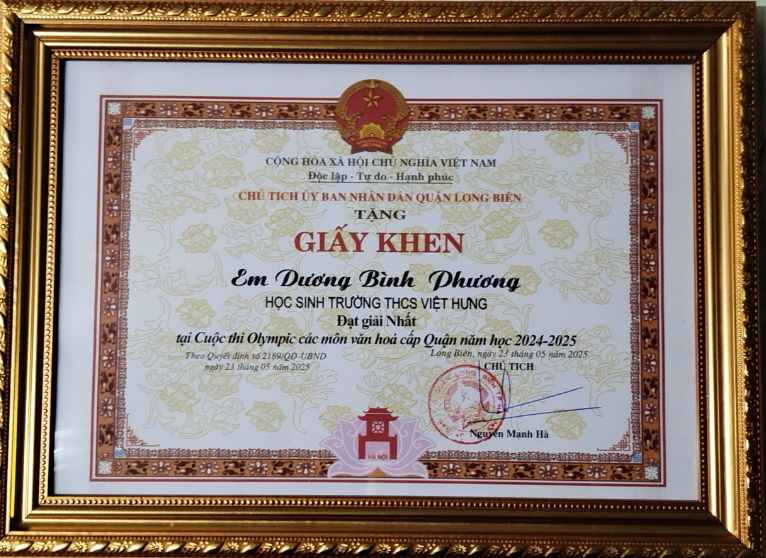 CỘNG HÒA XÃ HỘI CHỦ NGHĨA VIỆT NAM
Độc lập - Tự do - Hạnh phúc
CHỦ TỊCH ỦY BAN NHÂN DÂN QUẬN LONG BIÊN
TẶNG
GIẤY KHEN
Em Dương Bình Phương
HỌC SINH TRƯỜNG THCS VIỆT HƯNG
Đạt giải Nhất
tại Cuộc thi Olympic các môn văn hoá cấp Quận năm học 2024-2025
Theo Quyết định số 2189/QĐ-UBND
ngày 23 tháng 05 năm 2025
Long Biên, ngày 23 tháng 05 năm 2025
CHỦ TỊCH
Nguyễn Mạnh Hà
HÀ NỘI